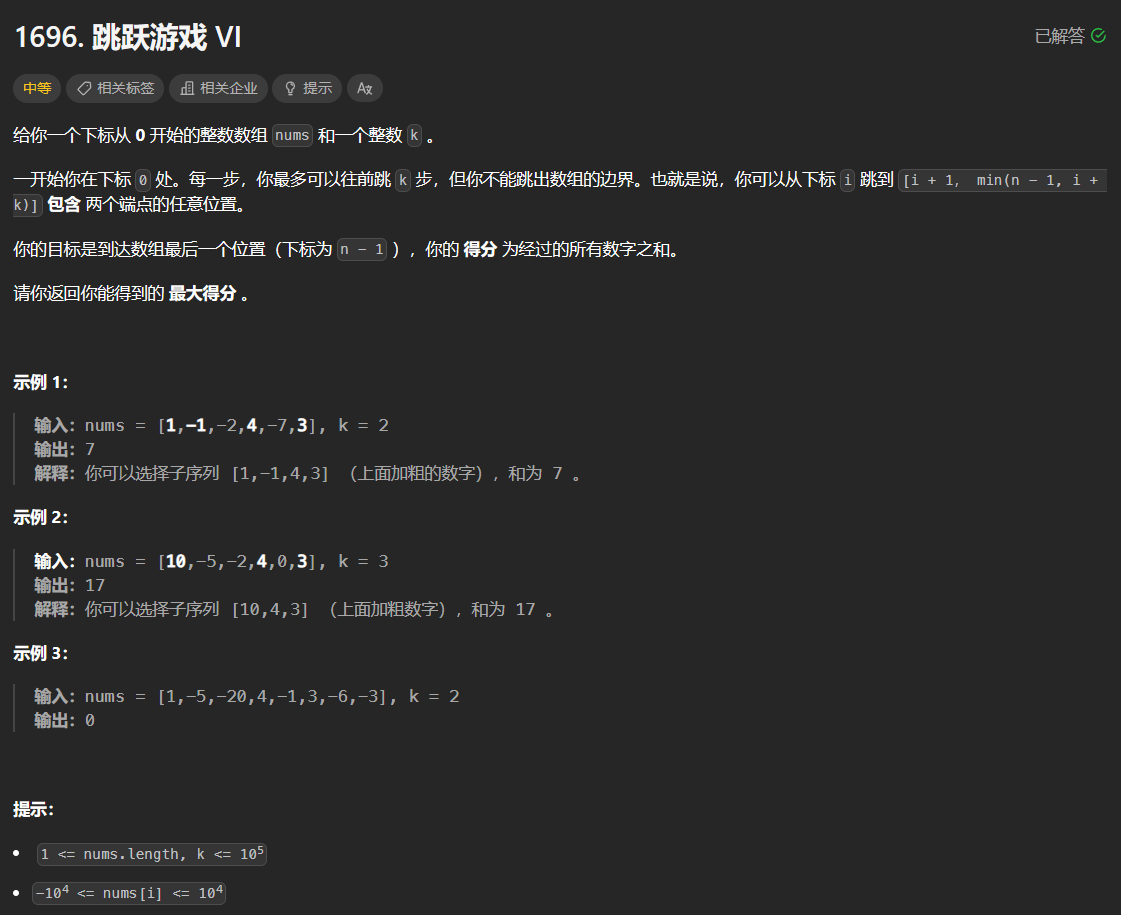 1696. 跳跃游戏 VI
已解答
中等 相关标签 相关企业 提示 Ax
给你一个下标从 0 开始的整数数组 nums 和一个整数 k 。
一开始你在下标 0 处。每一步，你最多可以往前跳 k 步，但你不能跳出数组的边界。也就是说，你可以从下标 i 跳到 [i + 1， min(n - 1, i +
k)] 包含 两个端点的任意位置。
你的目标是到达数组最后一个位置（下标为 n - 1 ），你的 得分 为经过的所有数字之和。
请你返回你能得到的 最大得分 。
示例 1：
输入：nums = [1,-1,-2,4,-7,3], k = 2
输出：7
解释：你可以选择子序列 [1,-1,4,3] （上面加粗的数字），和为 7 。
示例 2：
输入：nums = [10,-5,-2,4,0,3], k = 3
输出：17
解释：你可以选择子序列 [10,4,3] （上面加粗数字），和为 17 。
示例 3：
输入：nums = [1,-5,-20,4,-1,3,-6,-3], k = 2
输出：0
提示：
• 1 <= nums.length, k <= 10⁵
• -10⁴ <= nums[i] <= 10⁴